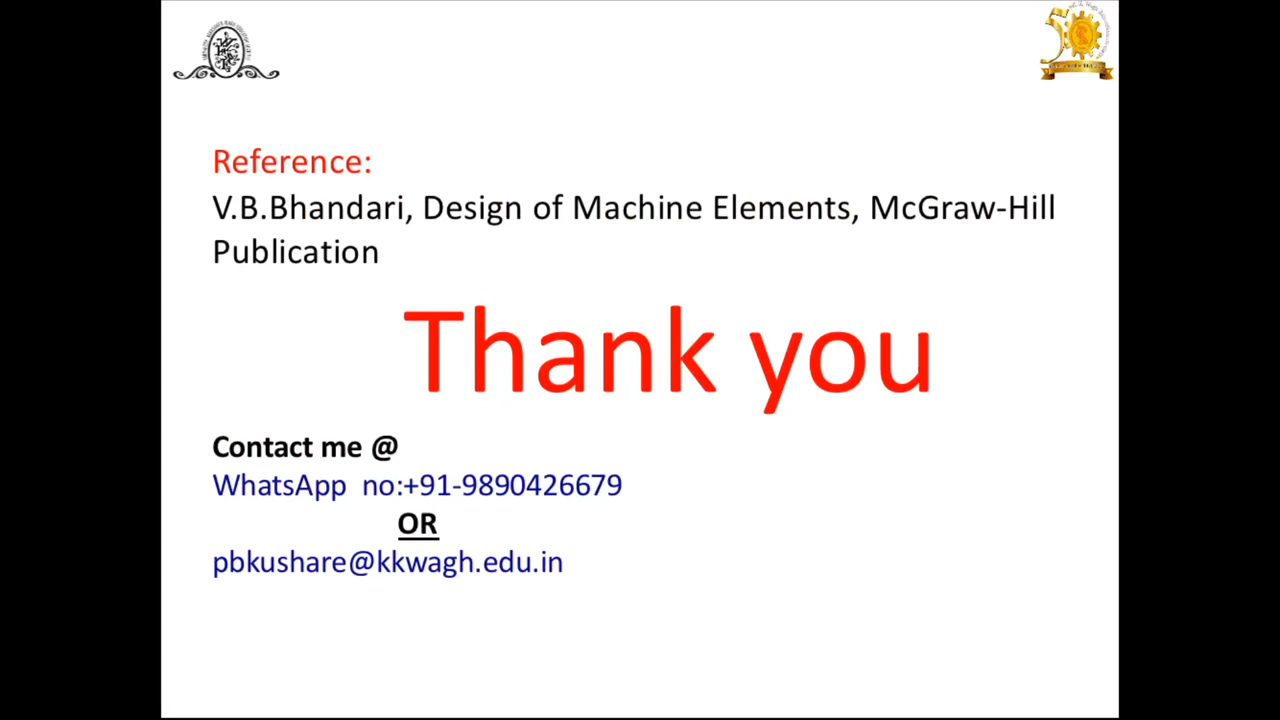 Reference:
V.B.Bhandari, Design of Machine Elements, McGraw-Hill
Publication
Thank you
Contact me @
WhatsApp no:+91-9890426679
OR
pbkushare@kkwagh.edu.in